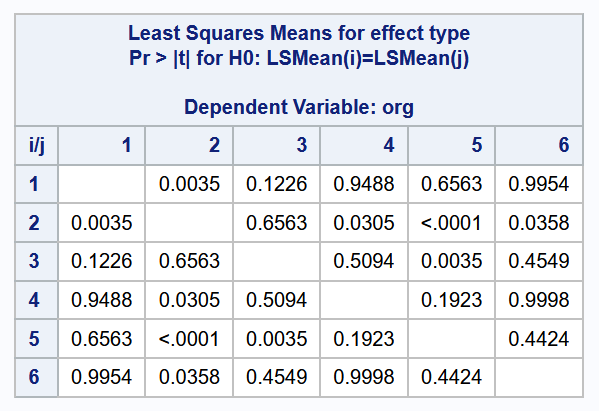 Least Squares Means for effect type
Pr > |t| for H0: LSMean(i)=LSMean(j)
Dependent Variable: org
i/j 1 2 3 4 5 6
1 0.0035 0.1226 0.9488 0.6563 0.9954
2 0.0035 0.6563 0.0305 <.0001 0.0358
3 0.1226 0.6563 0.5094 0.0035 0.4549
4 0.9488 0.0305 0.5094 0.1923 0.9998
5 0.6563 <.0001 0.0035 0.1923 0.4424
6 0.9954 0.0358 0.4549 0.9998 0.4424